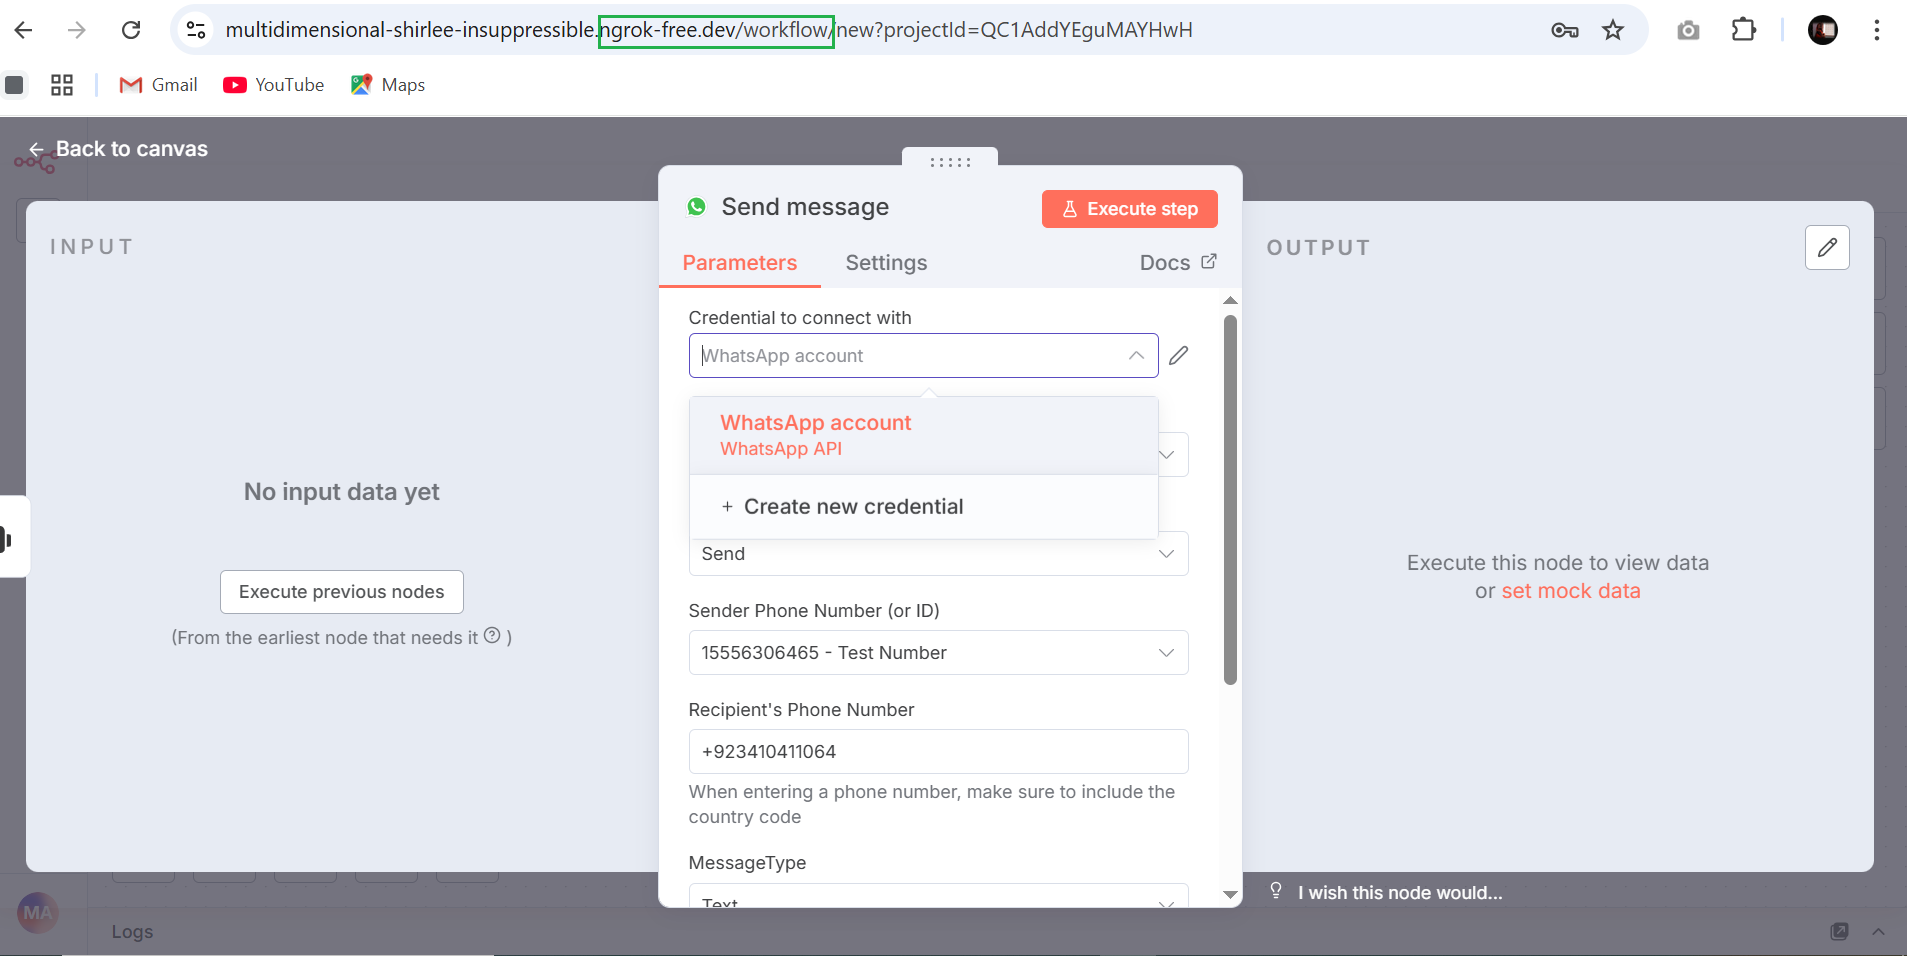 multidimensional-shirlee-insuppressible.ngrok-free.dev/workflow/new?projectId=QC1AddYEguMAYHwH
Gmail
YouTube
Maps
Back to canvas
Send message
Execute step
INPUT
Parameters
Settings
Docs
OUTPUT
Credential to connect with
WhatsApp account
WhatsApp account
WhatsApp API
+ Create new credential
No input data yet
Send
Execute this node to view data
or set mock data
Execute previous nodes
(From the earliest node that needs it ? )
Sender Phone Number (or ID)
15556306465 - Test Number
Recipient's Phone Number
+923410411064
When entering a phone number, make sure to include the
country code
MessageType
Text
I wish this node would...
MA
Logs